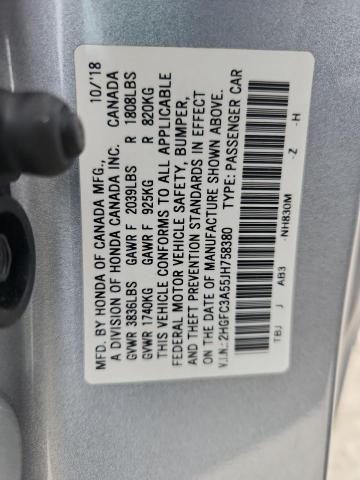 MFD. BY HONDA OF CANADA MFG., 10/'18
A DIVISION OF HONDA CANADA INC. CANADA
GVWR 3836LBS GAWR F 2039LBS R 1808LBS
GVWR 1740KG GAWR F 925KG R 820KG
THIS VEHICLE CONFORMS TO ALL APPLICABLE
FEDERAL MOTOR VEHICLE SAFETY, BUMPER,
AND THEFT PREVENTION STANDARDS IN EFFECT
ON THE DATE OF MANUFACTURE SHOWN ABOVE.
V.I.N.: 2HGFC3A55JH758380 TYPE: PASSENGER CAR
TBJ J AB3 -NH830M -Z -H